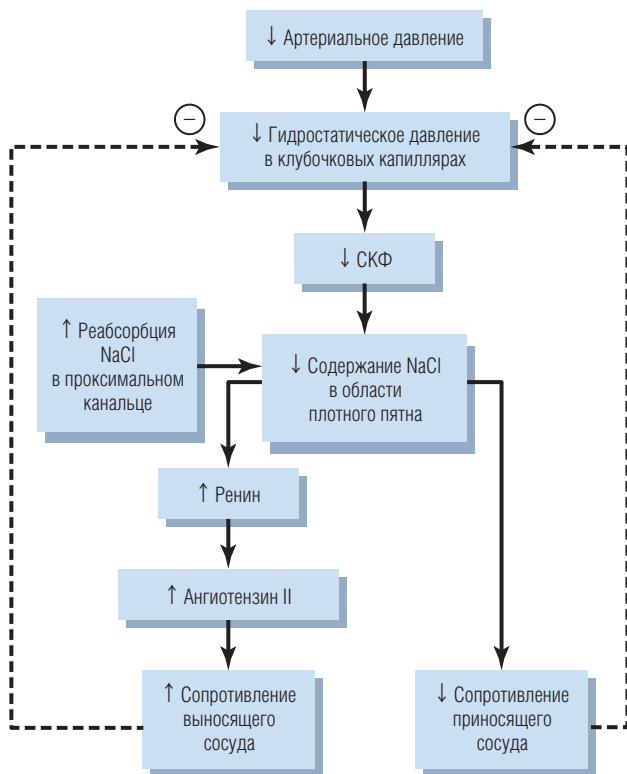 ↓ Артериальное давление
−
−
↓ Гидростатическое давление
в клубочковых капиллярах
↓ СКФ
↑ Реабсорбция
NaCl
в проксимальном
канальце
↓ Содержание NaCl
в области
плотного пятна
↑ Ренин
↑ Ангиотензин II
↑ Сопротивление
выносящего
сосуда
↓ Сопротивление
приносящего
сосуда